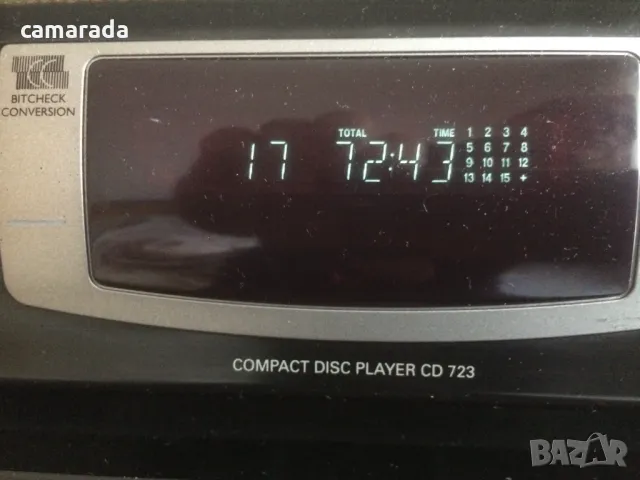 camarada
BITCHECK
CONVERSION
TOTAL TIME
17 72:43
1 2 3 4
5 6 7 8
9 10 11 12
13 14 15 +
COMPACT DISC PLAYER CD 723
BAZAR